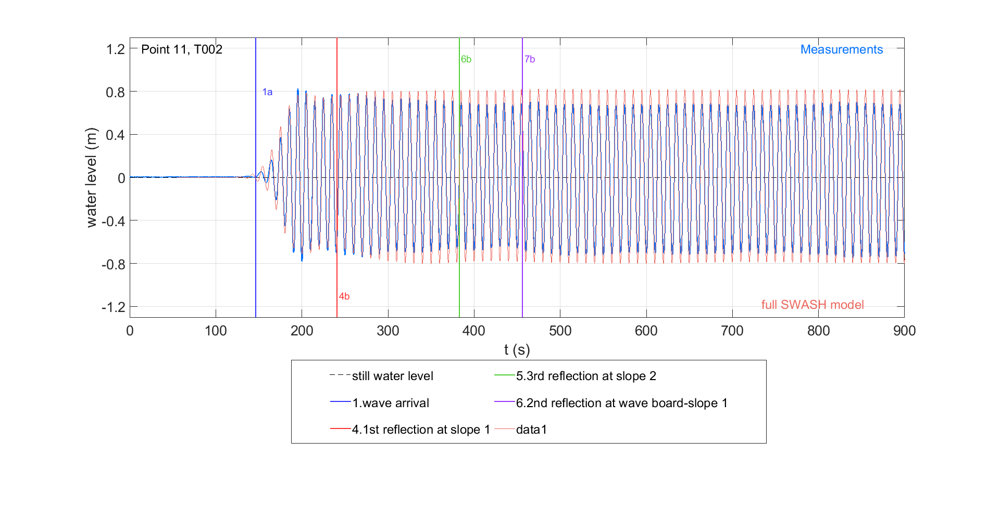 Point 11, T002
Measurements
1.2
0.8
0.4
0
-0.4
-0.8
-1.2
water level (m)
1a
4b
6b
7b
full SWASH model
0 100 200 300 400 500 600 700 800 900
t (s)
still water level
1.wave arrival
4.1st reflection at slope 1
5.3rd reflection at slope 2
6.2nd reflection at wave board-slope 1
data1